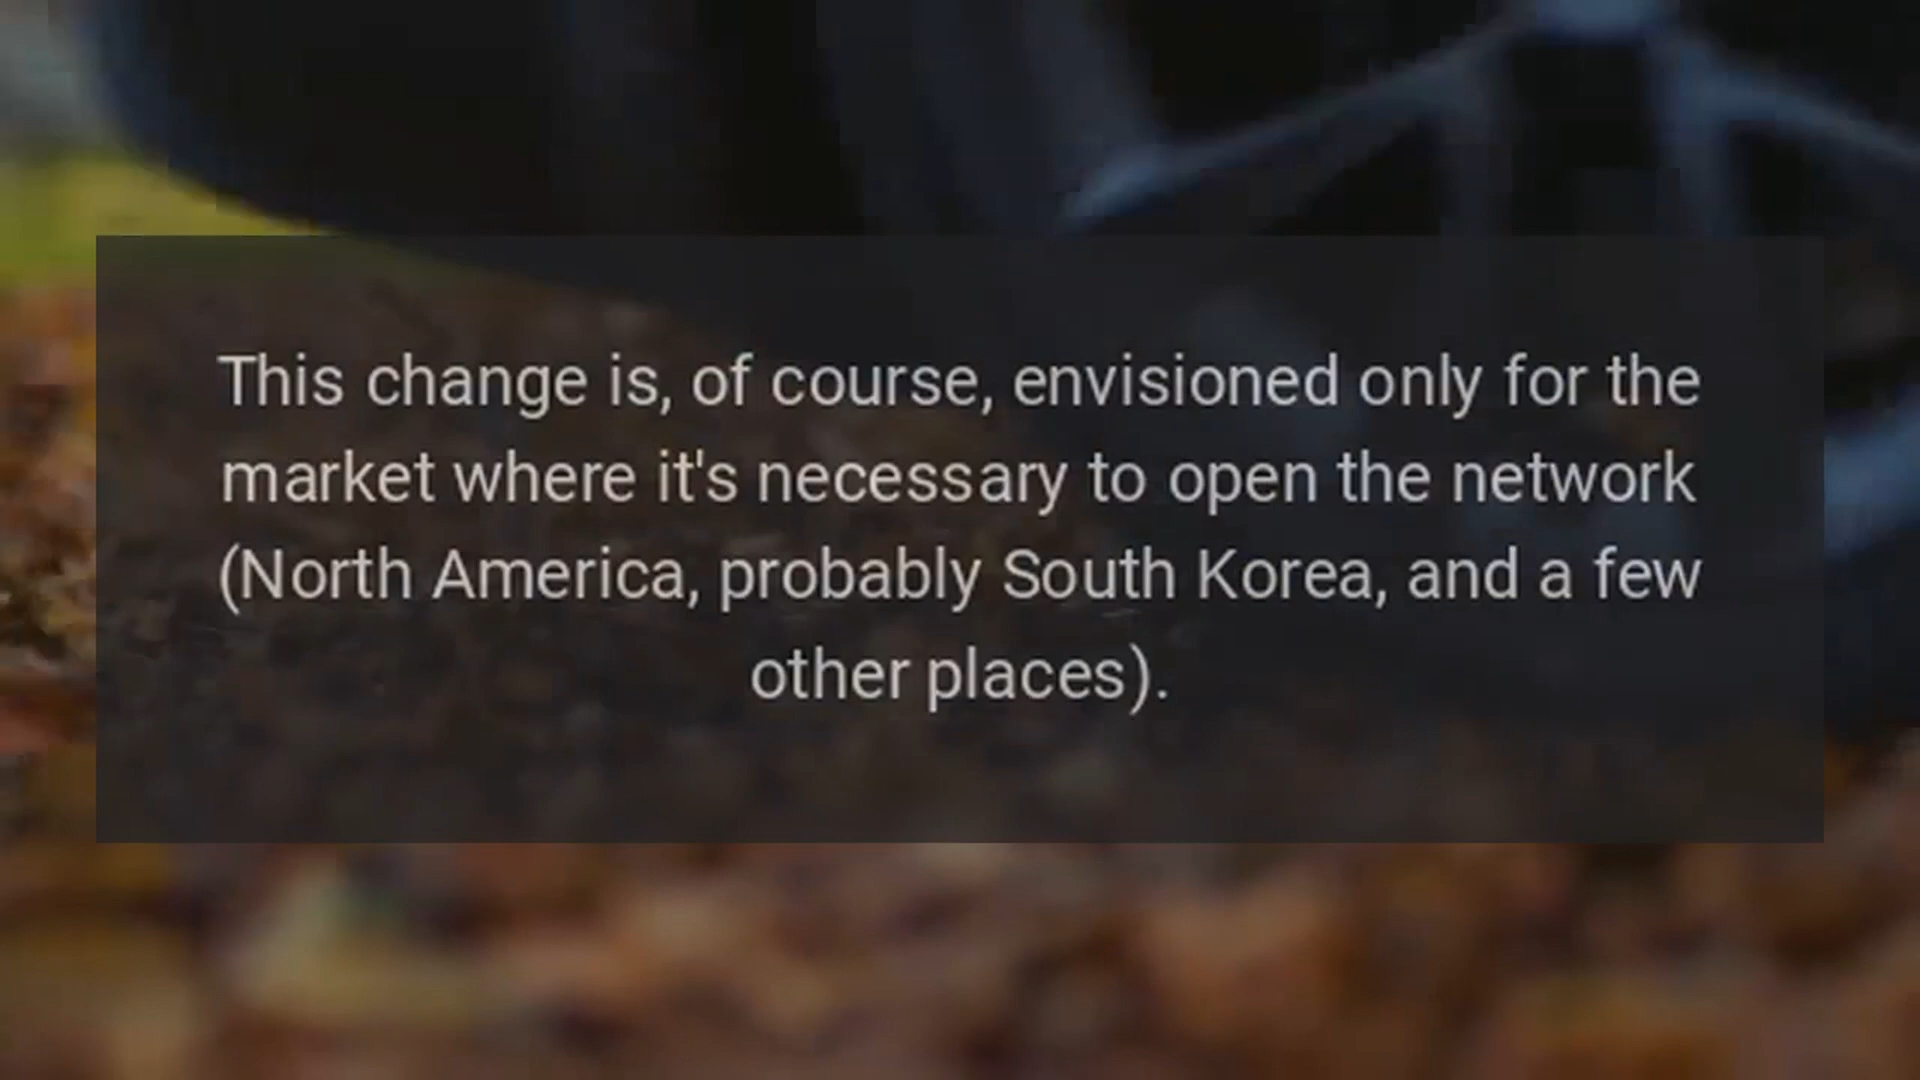 This change is, of course, envisioned only for the
market where it's necessary to open the network
(North America, probably South Korea, and a few
other places).